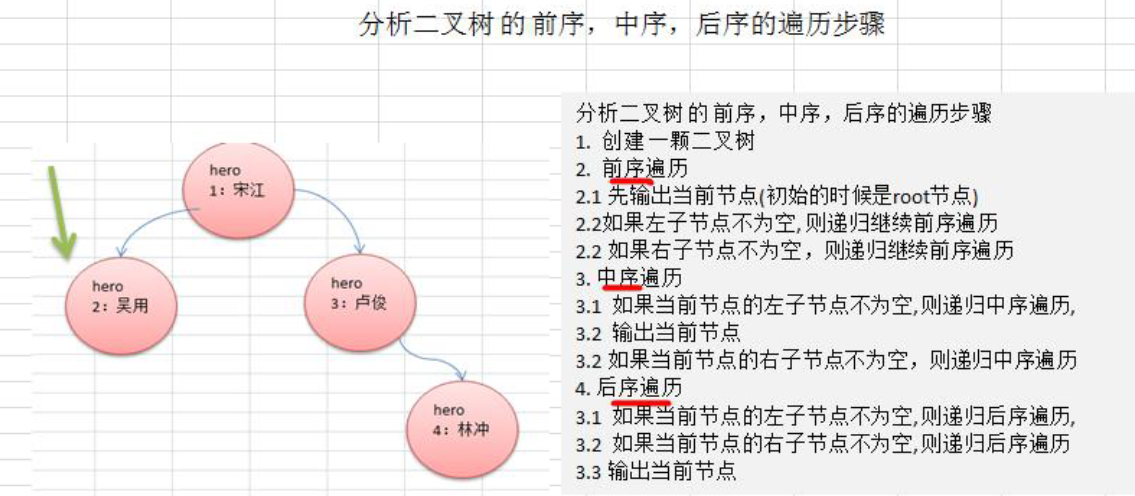 分析二叉树的前序，中序，后序的遍历步骤
hero
1：宋江
hero
2：吴用
hero
3：卢俊
hero
4：林冲
分析二叉树的前序，中序，后序的遍历步骤
1. 创建一颗二叉树
2. 前序遍历
2.1 先输出当前节点(初始的时候是root节点)
2.2如果左子节点不为空,则递归继续前序遍历
2.2 如果右子节点不为空，则递归继续前序遍历
3. 中序遍历
3.1 如果当前节点的左子节点不为空,则递归中序遍历,
3.2 输出当前节点
3.2 如果当前节点的右子节点不为空，则递归中序遍历
4. 后序遍历
3.1 如果当前节点的左子节点不为空,则递归后序遍历,
3.2 如果当前节点的右子节点不为空,则递归后序遍历
3.3 输出当前节点